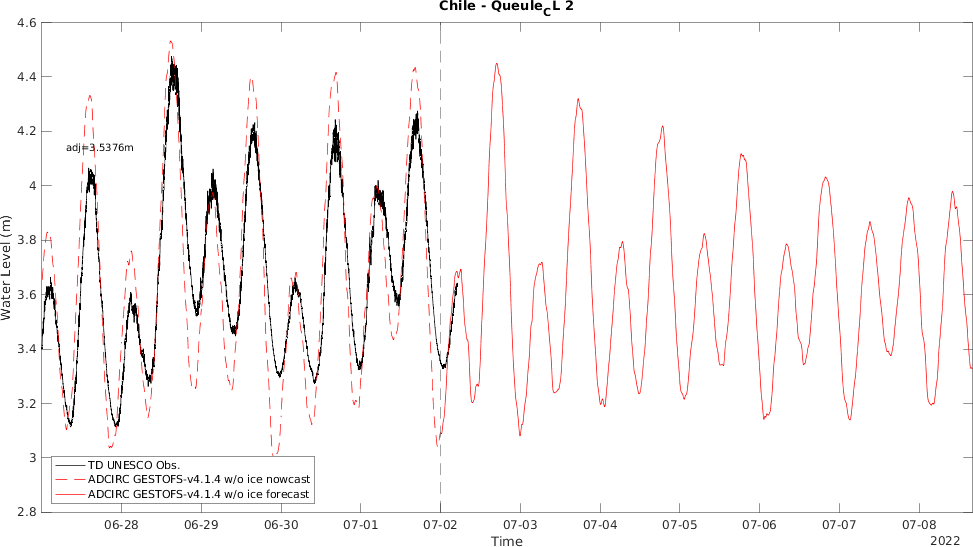 Chile - Queule_CL 2
4.6
4.4
4.2
4
3.8
3.6
3.4
3.2
3
2.8
Water Level (m)
adj=3.5376m
TD UNESCO Obs.
ADCIRC GESTOFS-v4.1.4 w/o ice nowcast
ADCIRC GESTOFS-v4.1.4 w/o ice forecast
06-28 06-29 06-30 07-01 07-02 07-03 07-04 07-05 07-06 07-07 07-08
Time
2022